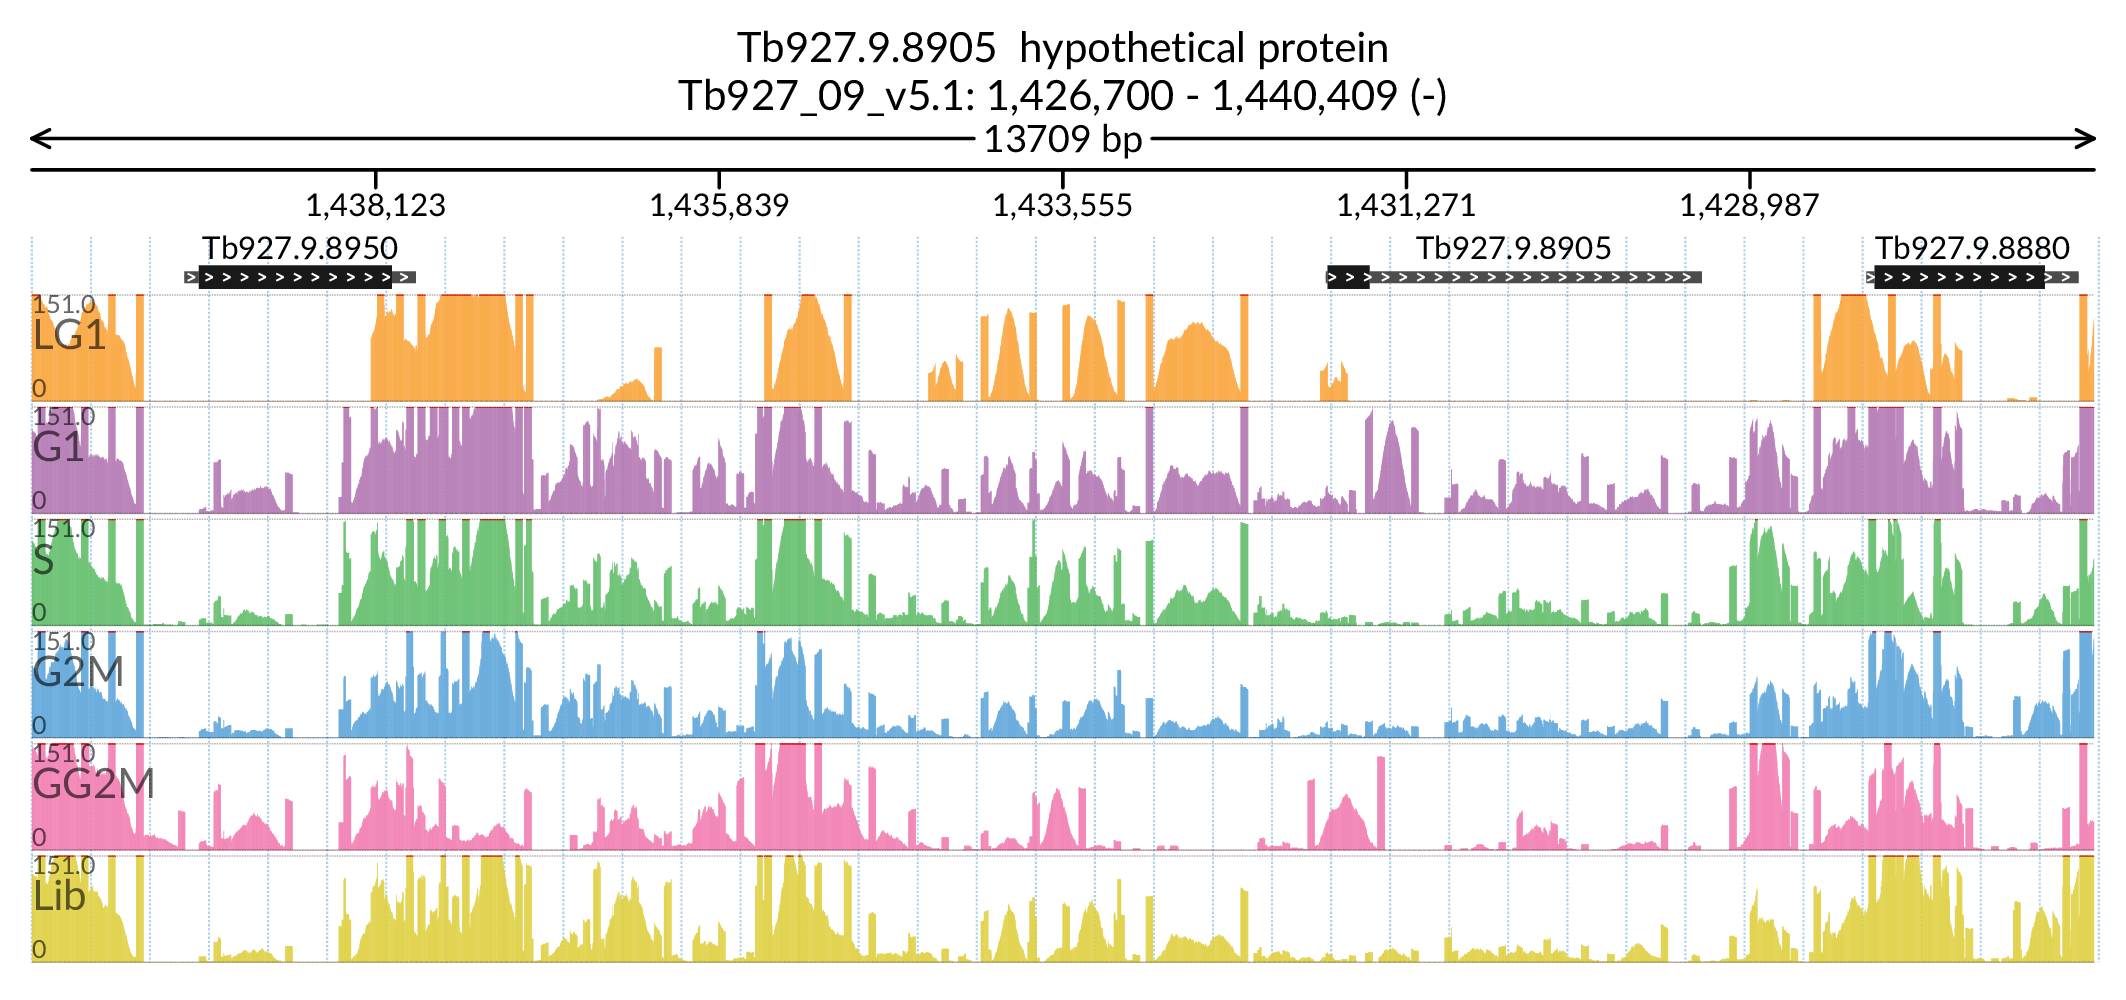 Tb927.9.8905  hypothetical protein
Tb927_09_v5.1: 1,426,700 - 1,440,409 (-)
13709 bp
1,438,123 1,435,839 1,433,555 1,431,271 1,428,987
Tb927.9.8950 Tb927.9.8905 Tb927.9.8880
151.0
LG1
0
151.0
G1
0
151.0
S
0
151.0
G2M
0
151.0
GG2M
0
151.0
Lib
0